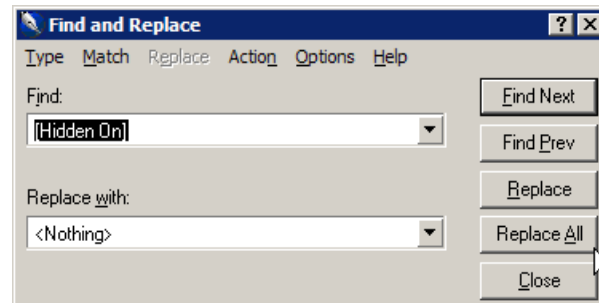 Find and Replace
Type Match Replace Action Options Help
Find:
[Hidden On]
Replace with:
<Nothing>
Find Next
Find Prev
Replace
Replace All
Close